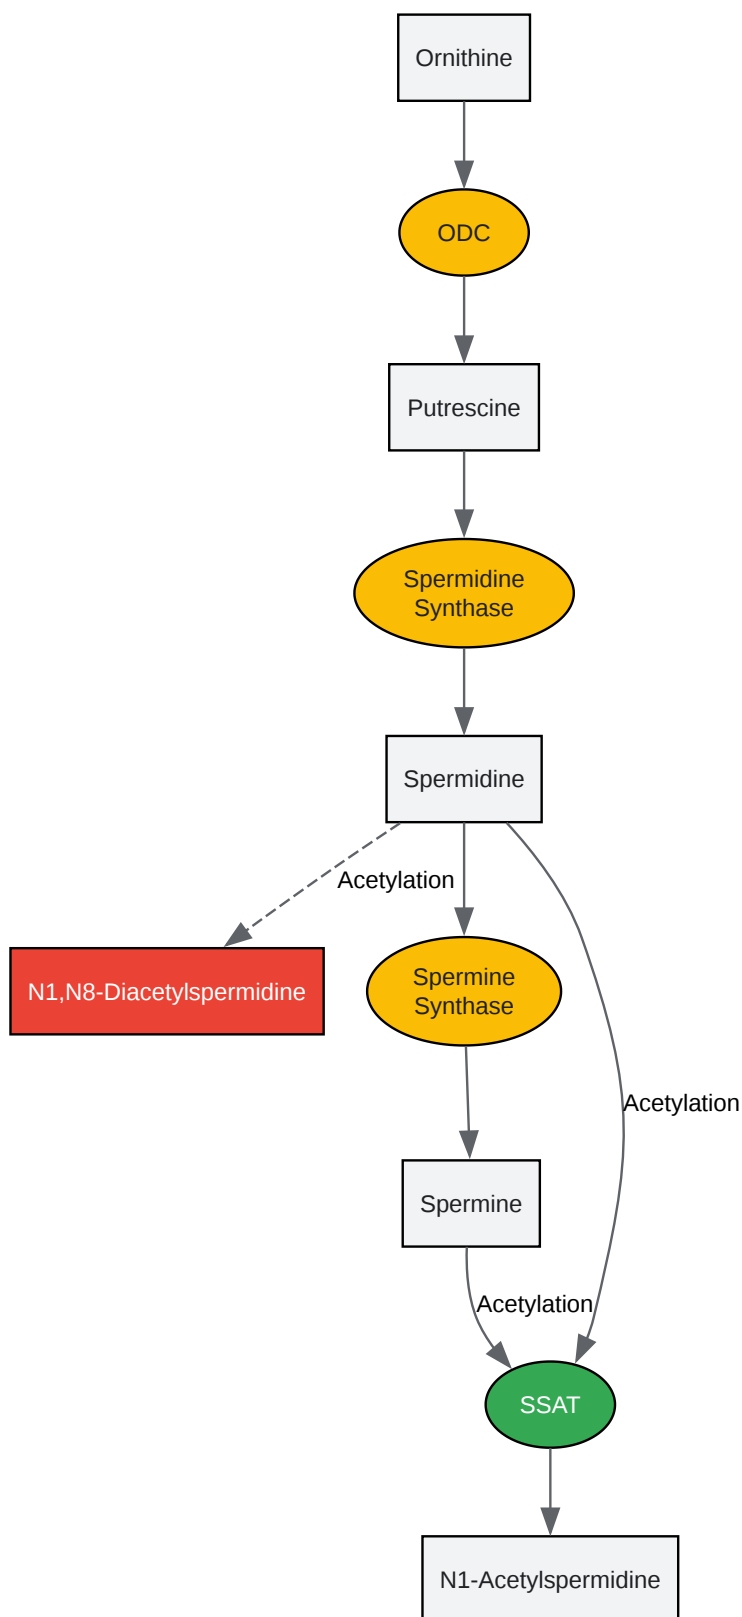 Ornithine
ODC
Putrescine
Spermidine
Synthase
Spermidine
Acetylation
N1,N8-Diacetylspermidine
Spermine
Synthase
Acetylation
Spermine
Acetylation
SSAT
N1-Acetylspermidine